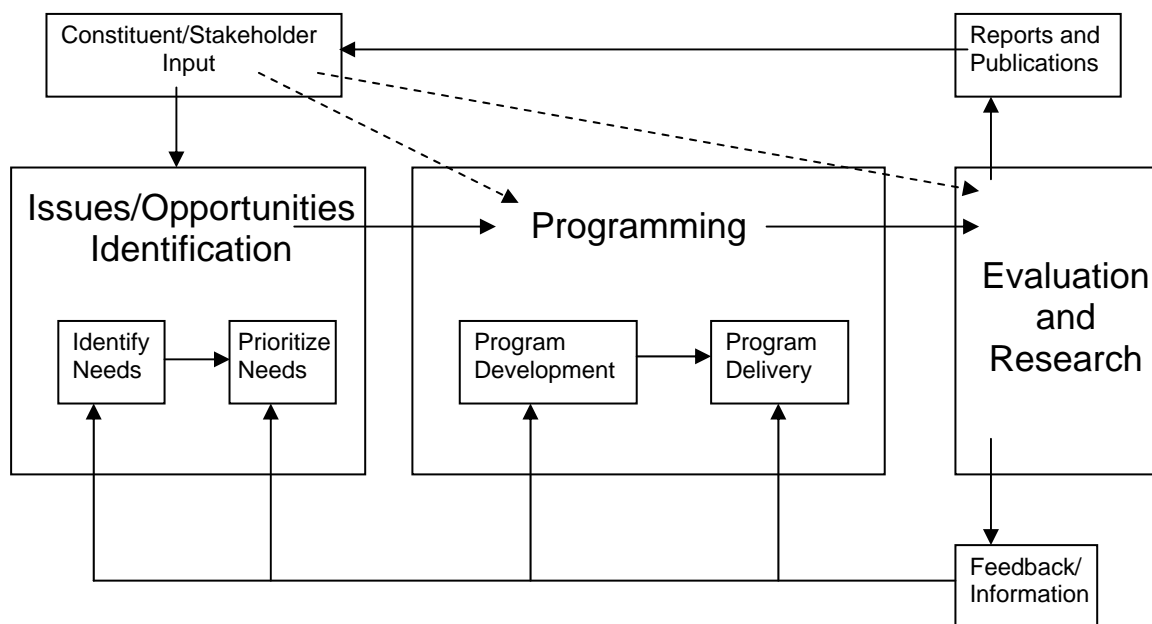 Constituent/Stakeholder
Input
Reports and
Publications
Issues/Opportunities
Identification
Programming
Evaluation
and
Research
Identify
Needs
Prioritize
Needs
Program
Development
Program
Delivery
Feedback/
Information